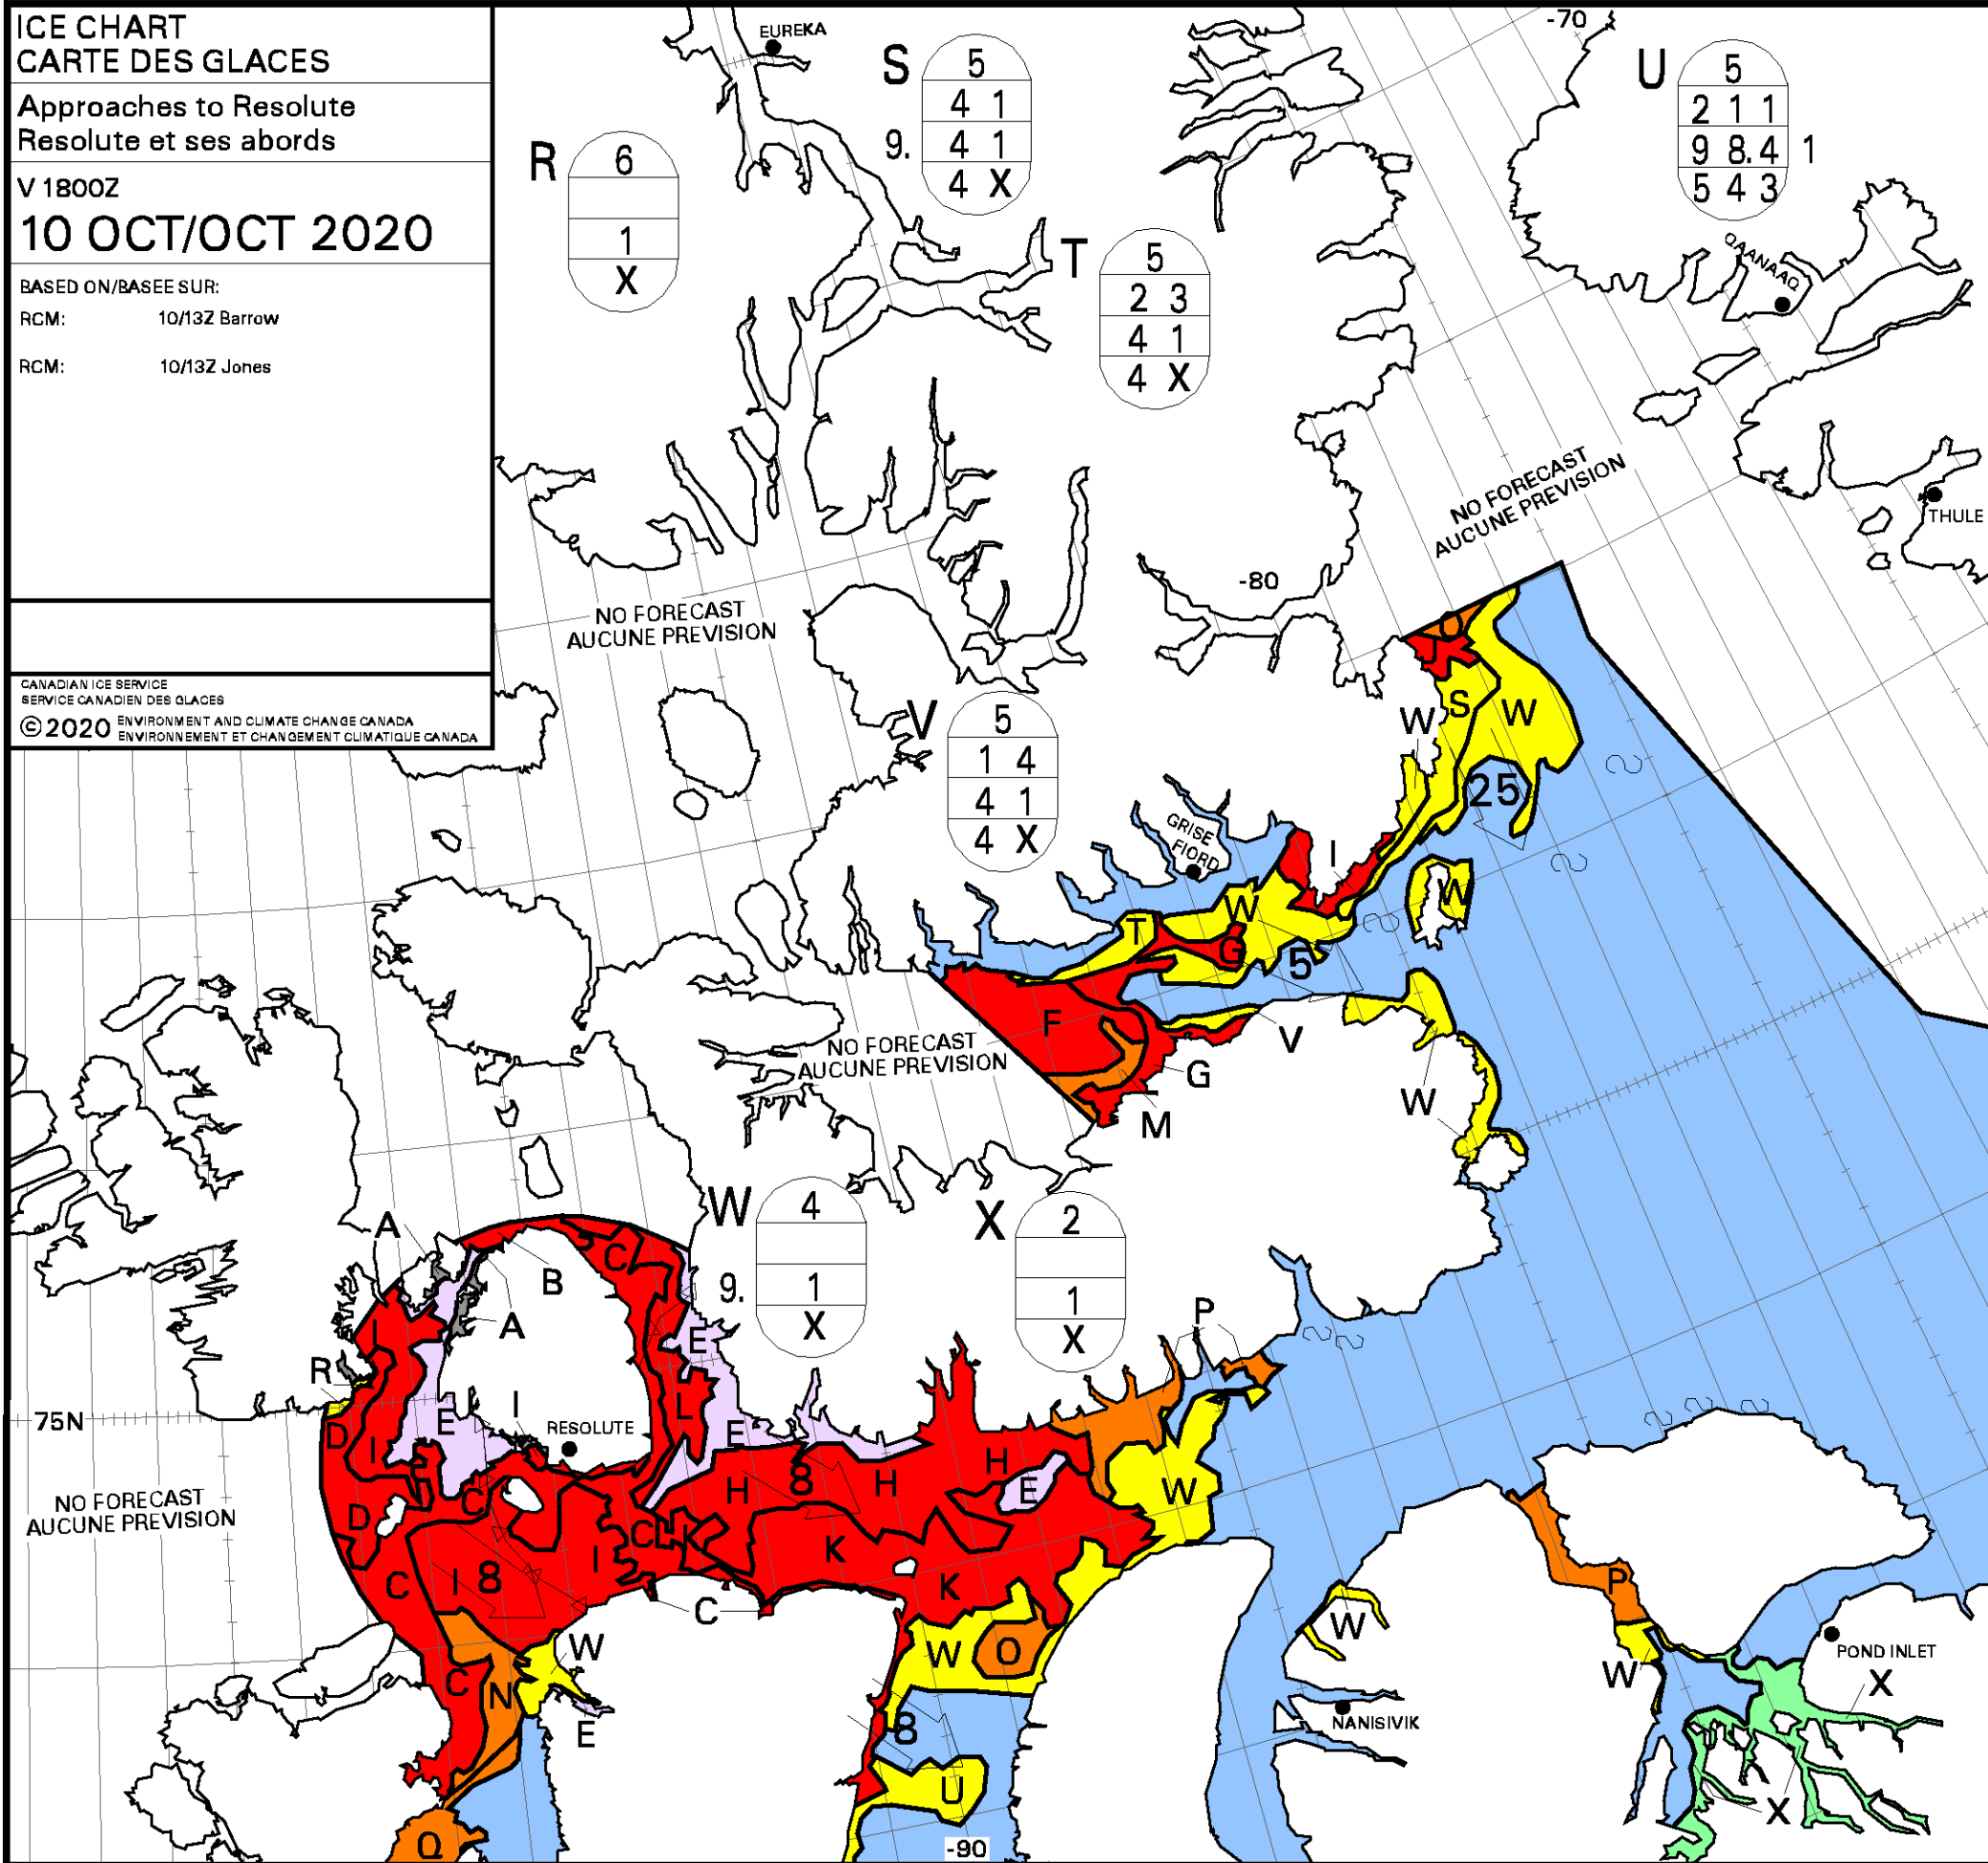 ICE CHART
CARTE DES GLACES
Approaches to Resolute
Resolute et ses abords
V 1800Z
10 OCT/OCT 2020
BASED ON/BASEE SUR:
RCM: 10/13Z Barrow
RCM: 10/13Z Jones
CANADIAN ICE SERVICE
SERVICE CANADIEN DES GLACES
© 2020 ENVIRONMENT AND CLIMATE CHANGE CANADA
ENVIRONNEMENT ET CHANGEMENT CLIMATIQUE CANADA
EUREKA
-70
R
6
1
X
S
5
4 1
9. 4 1
4 X
T
5
2 3
4 1
4 X
U
5
2 1 1
9 8. 4 1
5 4 3
QAANAAQ
THULE
NO FORECAST
AUCUNE PREVISION
-80
NO FORECAST
AUCUNE PREVISION
O
J
S
W
W
25
V
5
1 4
4 1
4 X
GRISE
FIORD
I
W
W
T
G
5
F
V
G
M
W
NO FORECAST
AUCUNE PREVISION
W
4
9. 1
X
X
2
1
X
A
B
C
A
E
P
R
I
L
75N
D
I
E
I
RESOLUTE
E
H
8
H
H
E
W
NO FORECAST
AUCUNE PREVISION
D
C
C
I
8
I
C
L
K
K
K
C
P
W
W
C
N
W
E
W
O
8
U
NANISIVIK
W
POND INLET
X
X
Q
-90